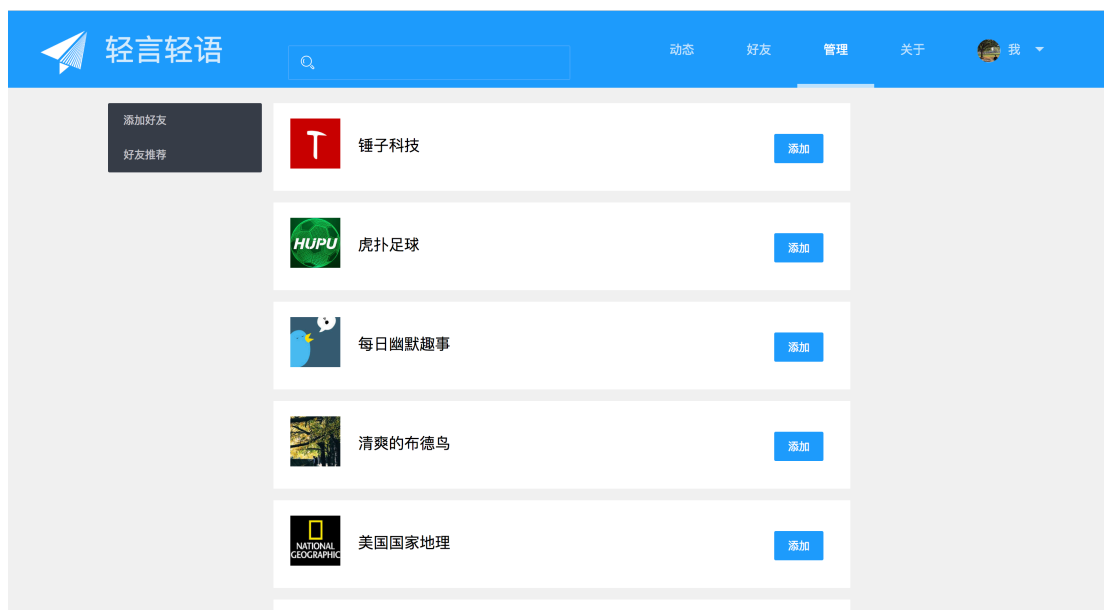 轻言轻语
动态 好友 管理 关于 我
添加好友
好友推荐
锤子科技 添加
HUPU
虎扑足球 添加
每日幽默趣事 添加
清爽的布德鸟 添加
NATIONAL
GEOGRAPHIC
美国国家地理 添加